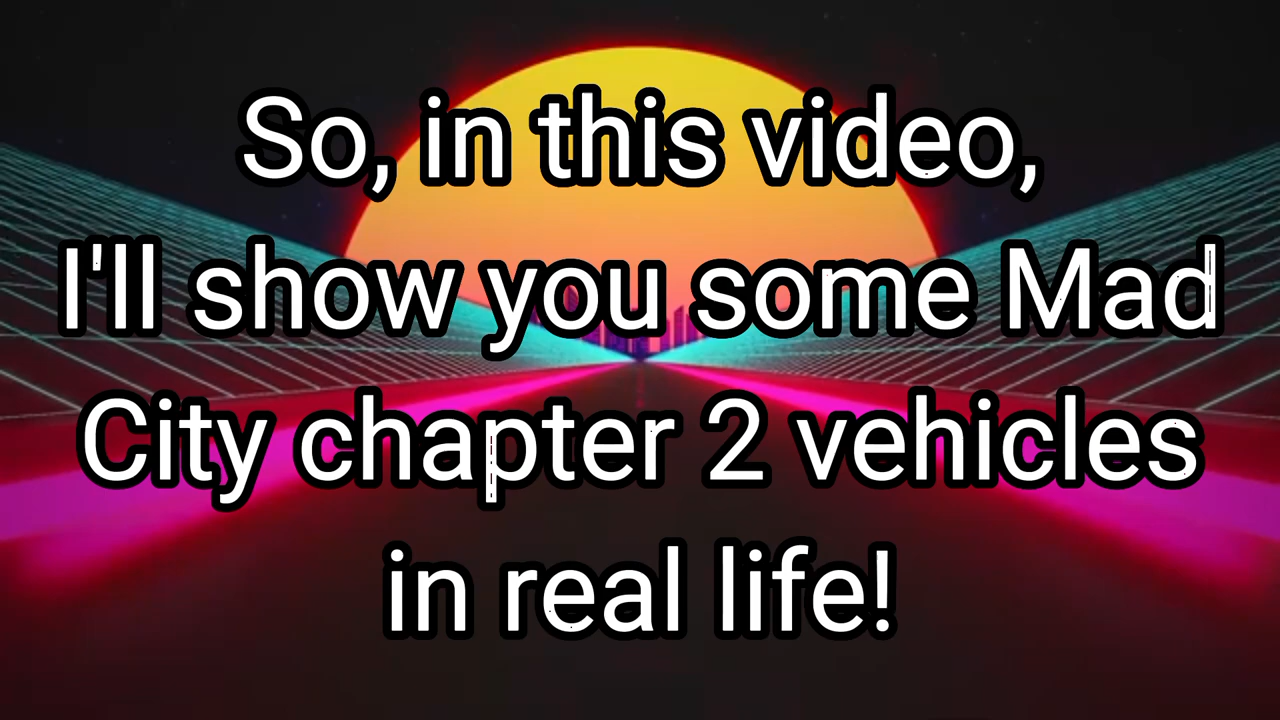 So, in this video,
I'll show you some Mad
City chapter 2 vehicles
in real life!